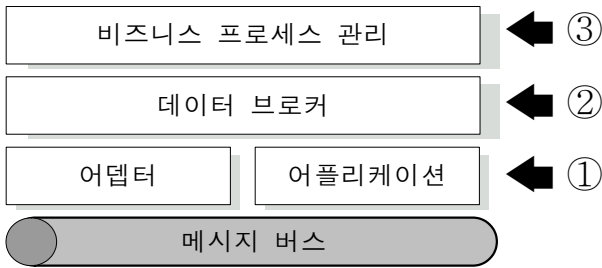 비즈니스 프로세스 관리 ③
데이터 브로커 ②
어뎁터 어플리케이션 ①
메시지 버스